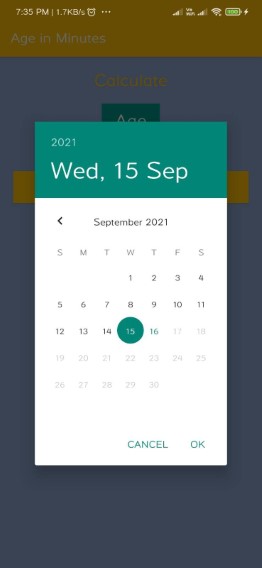 7:35 PM | 1.7KB/s
Age in Minutes
Calculate
Age
2021
Wed, 15 Sep
September 2021
S M T W T F S
1 2 3 4
5 6 7 8 9 10 11
12 13 14 15 16 17 18
19 20 21 22 23 24 25
26 27 28 29 30
CANCEL OK